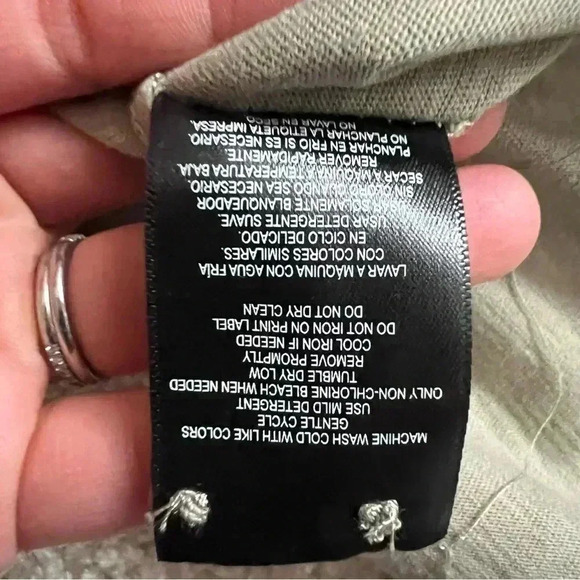 MACHINE WASH COLD WITH LIKE COLORS
GENTLE CYCLE
USE MILD DETERGENT
ONLY NON-CHLORINE BLEACH WHEN NEEDED
TUMBLE DRY LOW
REMOVE PROMPTLY
COOL IRON IF NEEDED
DO NOT IRON ON PRINT LABEL
DO NOT DRY CLEAN
LAVAR A MÁQUINA CON AGUA FRÍA
CON COLORES SIMILARES.
EN CICLO DELICADO.
USAR DETERGENTE SUAVE.
SOLAMENTE BLANQUEADOR
SIN CLORO CUANDO SEA NECESARIO.
SECAR A MÁQUINA A TEMPERATURA BAJA
REMOVER RÁPIDAMENTE.
PLANCHAR EN FRÍO SI ES NECESARIO.
NO PLANCHAR LA ETIQUETA IMPRESA.
NO LAVAR EN SECO